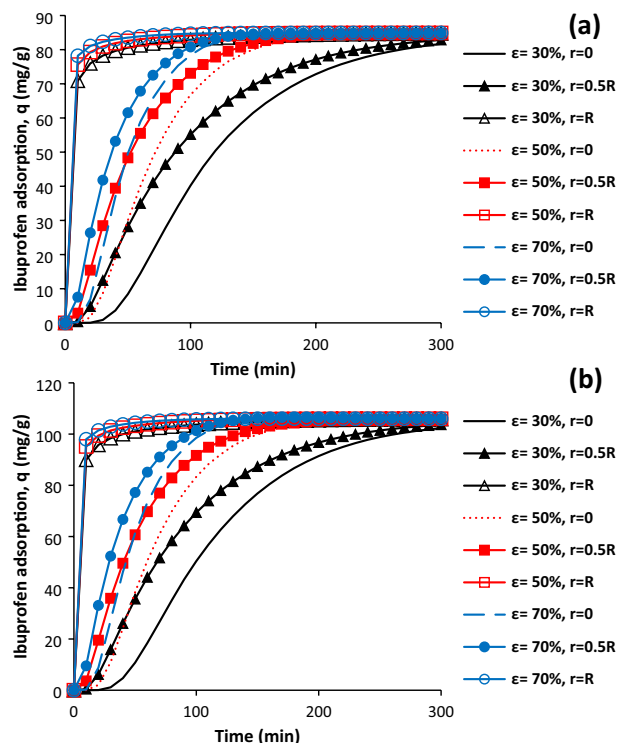 (a)
90
80
70
60
50
40
30
20
10
0
Ibuprofen adsorption, q (mg/g)
0 100 200 300
Time (min)
ε= 30%, r=0
ε= 30%, r=0.5R
ε= 30%, r=R
ε= 50%, r=0
ε= 50%, r=0.5R
ε= 50%, r=R
ε= 70%, r=0
ε= 70%, r=0.5R
ε= 70%, r=R
(b)
120
100
80
60
40
20
0
Ibuprofen adsorption, q (mg/g)
0 100 200 300
Time (min)
ε= 30%, r=0
ε= 30%, r=0.5R
ε= 30%, r=R
ε= 50%, r=0
ε= 50%, r=0.5R
ε= 50%, r=R
ε= 70%, r=0
ε= 70%, r=0.5R
ε= 70%, r=R